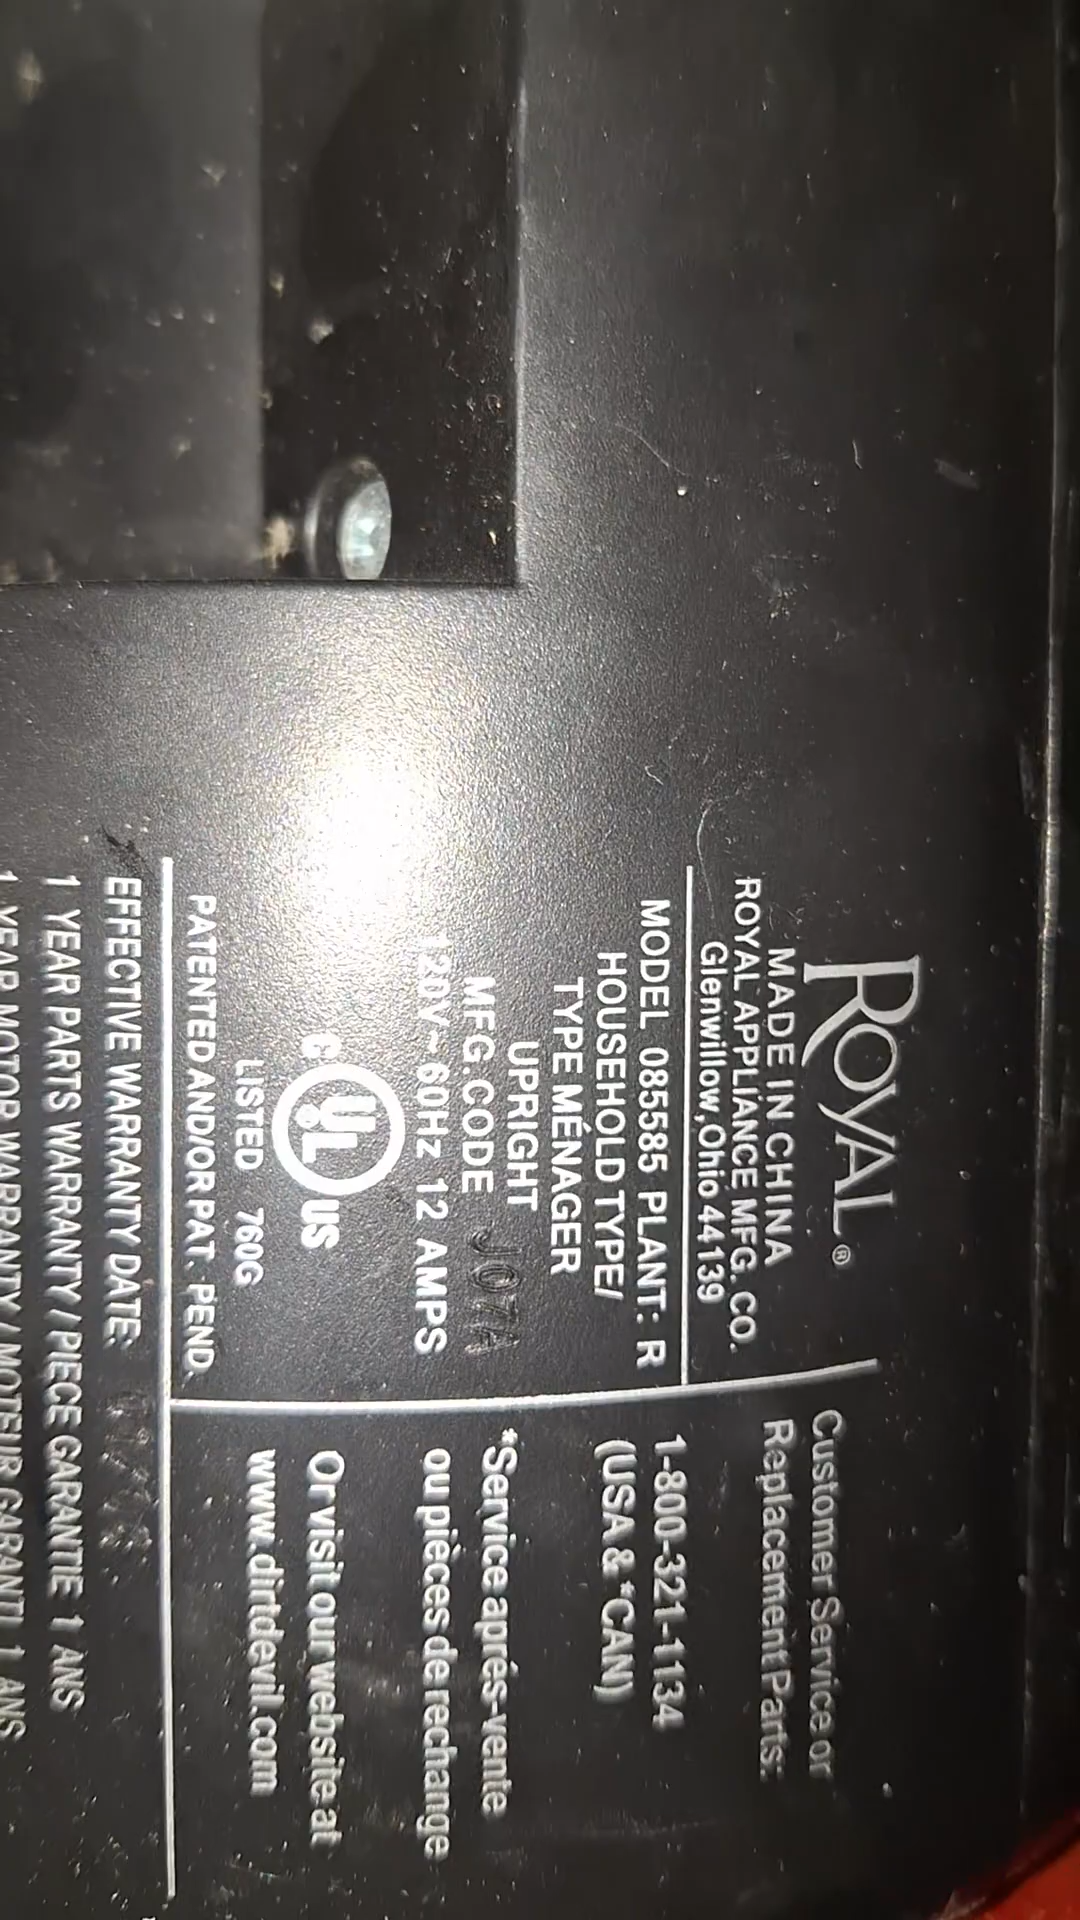 ROYAL®
MADE IN CHINA
ROYAL APPLIANCE MFG. CO.
Glenwillow, Ohio 44139
MODEL 085585 PLANT: R
HOUSEHOLD TYPE/
TYPE MÉNAGER
UPRIGHT
MFG. CODE J07A
120V~ 60Hz 12 AMPS
C UL US
LISTED 760G
PATENTED AND/OR PAT. PEND.
Customer Service or
Replacement Parts:
1-800-321-1134
(USA & *CAN)
*Service aprés-vente
ou pièces de rechange
Or visit our website at
www.dirtdevil.com
EFFECTIVE WARRANTY DATE:
1 YEAR PARTS WARRANTY / PIECE GARANTIE 1 ANS
1 YEAR MOTOR WARRANTY / MOTEUR GARANTI 1 ANS